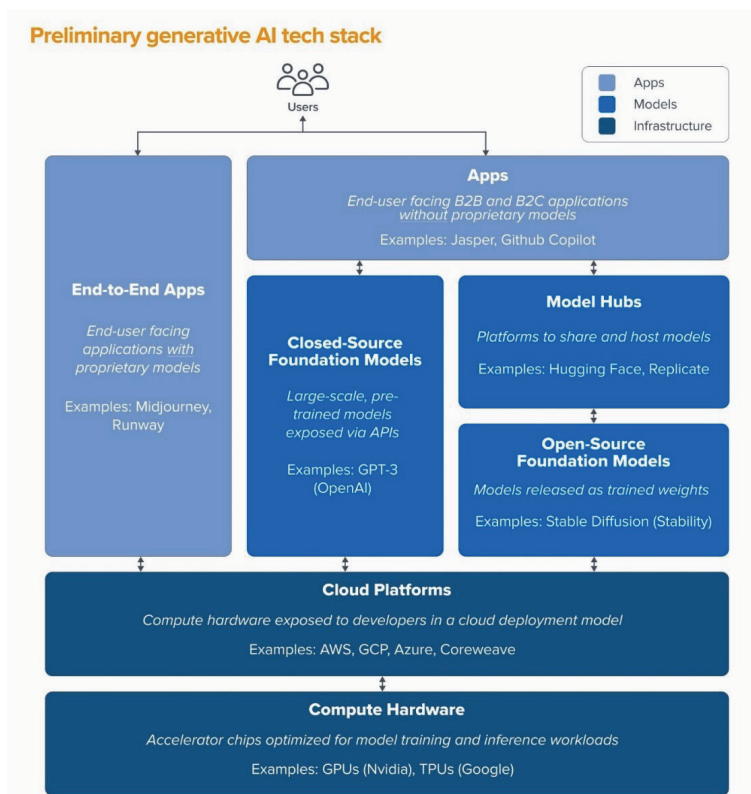 Preliminary generative AI tech stack
Users
Apps
Models
Infrastructure
Apps
End-user facing B2B and B2C applications
without proprietary models
Examples: Jasper, Github Copilot
End-to-End Apps
End-user facing
applications with
proprietary models
Examples: Midjourney,
Runway
Closed-Source
Foundation Models
Large-scale, pre-
trained models
exposed via APIs
Examples: GPT-3
(OpenAI)
Model Hubs
Platforms to share and host models
Examples: Hugging Face, Replicate
Open-Source
Foundation Models
Models released as trained weights
Examples: Stable Diffusion (Stability)
Cloud Platforms
Compute hardware exposed to developers in a cloud deployment model
Examples: AWS, GCP, Azure, Coreweave
Compute Hardware
Accelerator chips optimized for model training and inference workloads
Examples: GPUs (Nvidia), TPUs (Google)